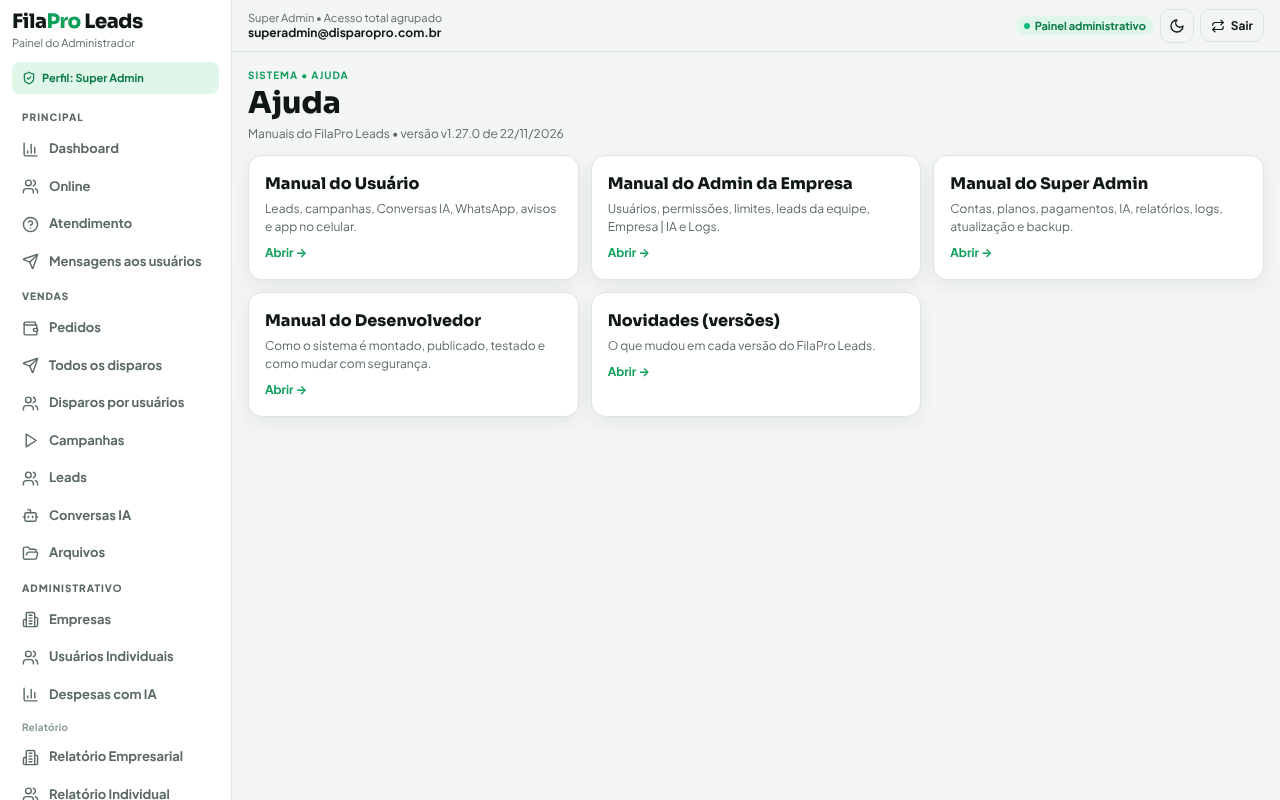 FilaPro Leads
Painel do Administrador
Perfil: Super Admin
PRINCIPAL
Dashboard
Online
Atendimento
Mensagens aos usuários
VENDAS
Pedidos
Todos os disparos
Disparos por usuários
Campanhas
Leads
Conversas IA
Arquivos
ADMINISTRATIVO
Empresas
Usuários Individuais
Despesas com IA
Relatório
Relatório Empresarial
Relatório Individual
Super Admin • Acesso total agrupado
superadmin@disparopro.com.br
Painel administrativo
Sair
SISTEMA • AJUDA
Ajuda
Manuais do FilaPro Leads • versão v1.27.0 de 22/11/2026
Manual do Usuário
Leads, campanhas, Conversas IA, WhatsApp, avisos
e app no celular.
Abrir →
Manual do Admin da Empresa
Usuários, permissões, limites, leads da equipe,
Empresa | IA e Logs.
Abrir →
Manual do Super Admin
Contas, planos, pagamentos, IA, relatórios, logs,
atualização e backup.
Abrir →
Manual do Desenvolvedor
Como o sistema é montado, publicado, testado e
como mudar com segurança.
Abrir →
Novidades (versões)
O que mudou em cada versão do FilaPro Leads.
Abrir →